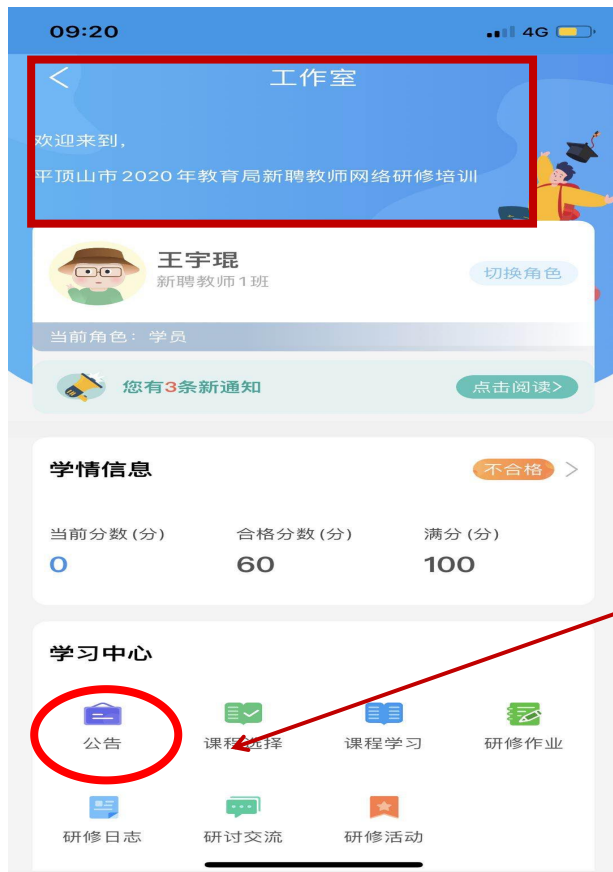 09:20 4G
工作室
欢迎来到,
平顶山市2020年教育局新聘教师网络研修培训
王宇琨
新聘教师1班
切换角色
当前角色: 学员
您有3条新通知 点击阅读>
学情信息 不合格 >
当前分数(分) 合格分数(分) 满分(分)
0 60 100
学习中心
公告 课程选择 课程学习 研修作业
研修日志 研讨交流 研修活动